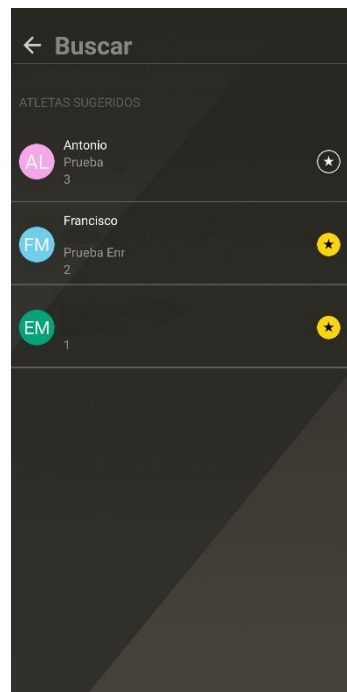 Buscar
ATLETAS SUGERIDOS
AL
Antonio
Prueba
3
FM
Francisco
Prueba Enr
2
EM
1